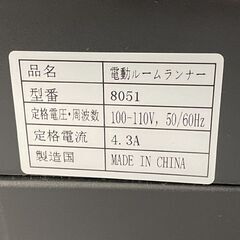 品名 電動ルームランナー
型番 8051
定格電圧・周波数 100-110V, 50/60Hz
定格電流 4.3A
製造国 MADE IN CHINA